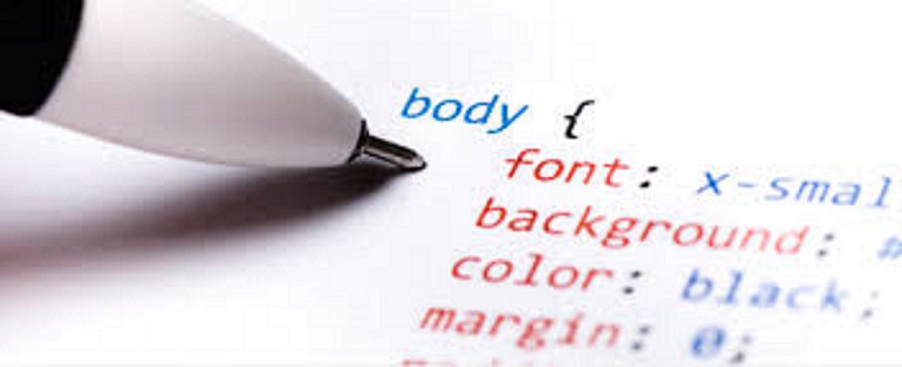 body {
font: x-smal
background: #
color: black;
margin: 0;